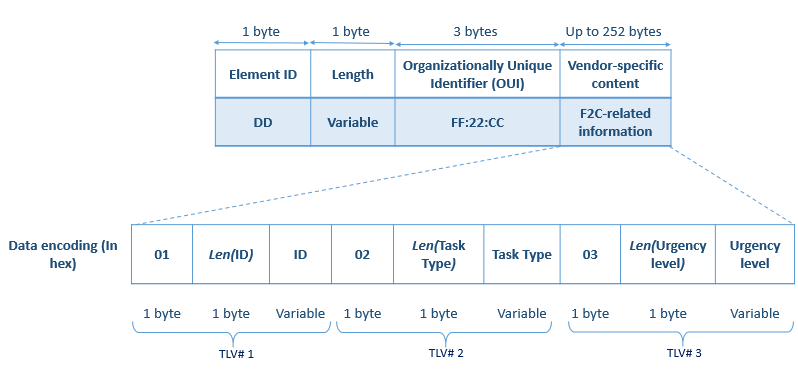 1 byte 1 byte 3 bytes Up to 252 bytes
Element ID Length Organizationally Unique Identifier (OUI) Vendor-specific content
DD Variable FF:22:CC F2C-related information
Data encoding (In hex) 01 Len(ID) ID 02 Len(Task Type) Task Type 03 Len(Urgency level) Urgency level
1 byte 1 byte Variable 1 byte 1 byte Variable 1 byte 1 byte Variable
TLV# 1 TLV# 2 TLV# 3